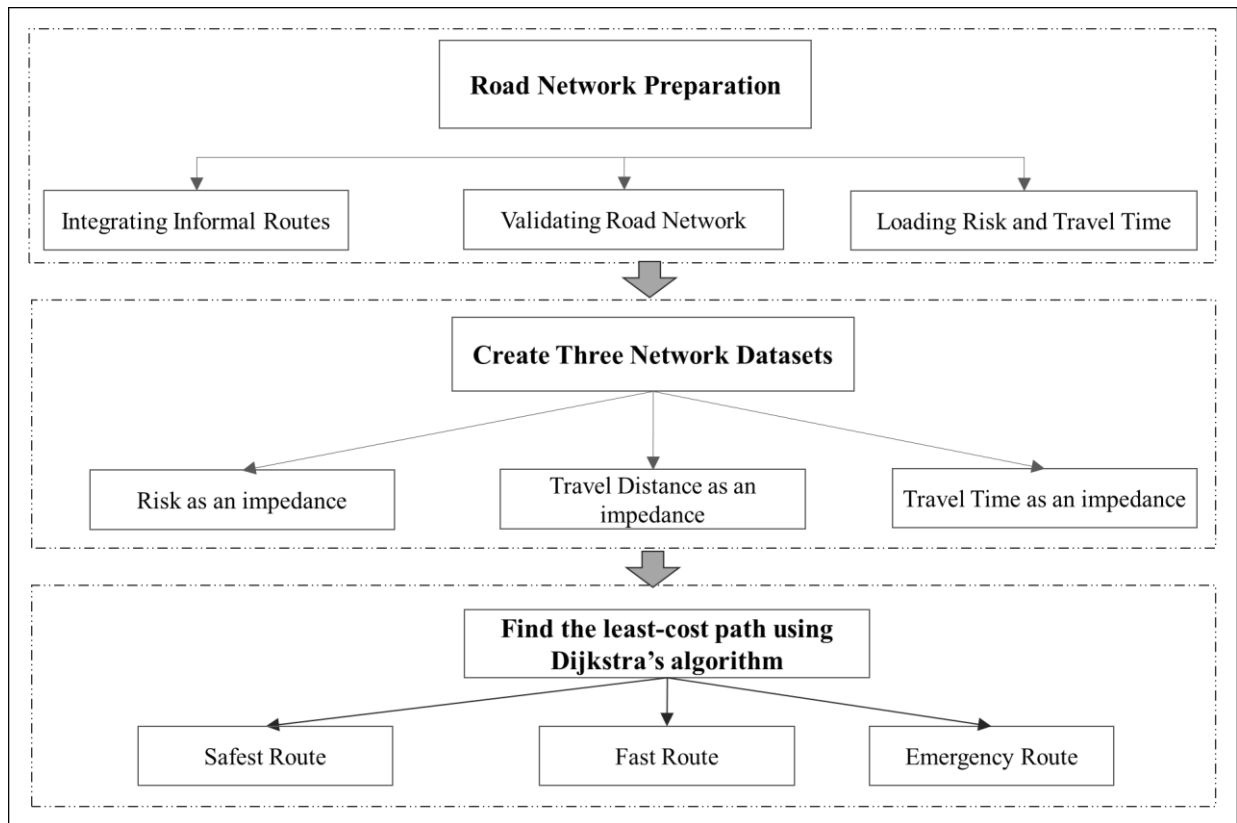 Road Network Preparation
Integrating Informal Routes
Validating Road Network
Loading Risk and Travel Time
Create Three Network Datasets
Risk as an impedance
Travel Distance as an
impedance
Travel Time as an impedance
Find the least-cost path using
Dijkstra’s algorithm
Safest Route
Fast Route
Emergency Route